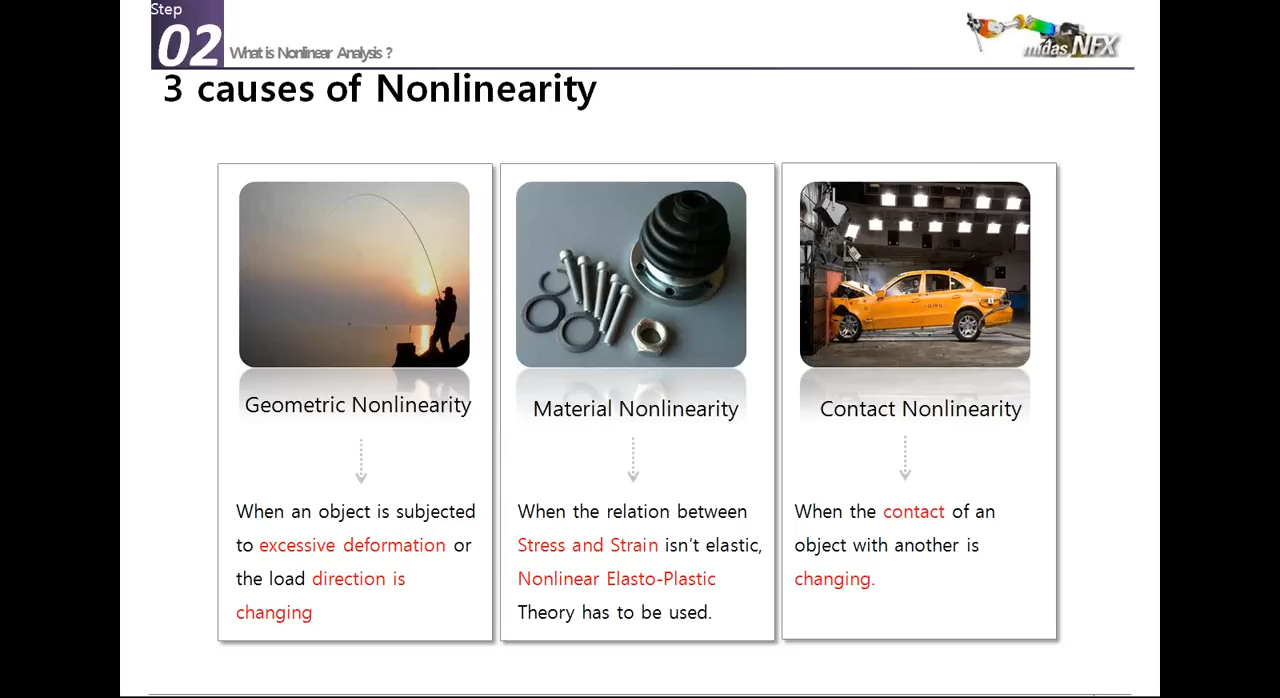 Step
02
What is Nonlinear Analysis ?
midas NFX
3 causes of Nonlinearity
Geometric Nonlinearity
When an object is subjected
to excessive deformation or
the load direction is
changing
Material Nonlinearity
When the relation between
Stress and Strain isn't elastic,
Nonlinear Elasto-Plastic
Theory has to be used.
Contact Nonlinearity
When the contact of an
object with another is
changing.